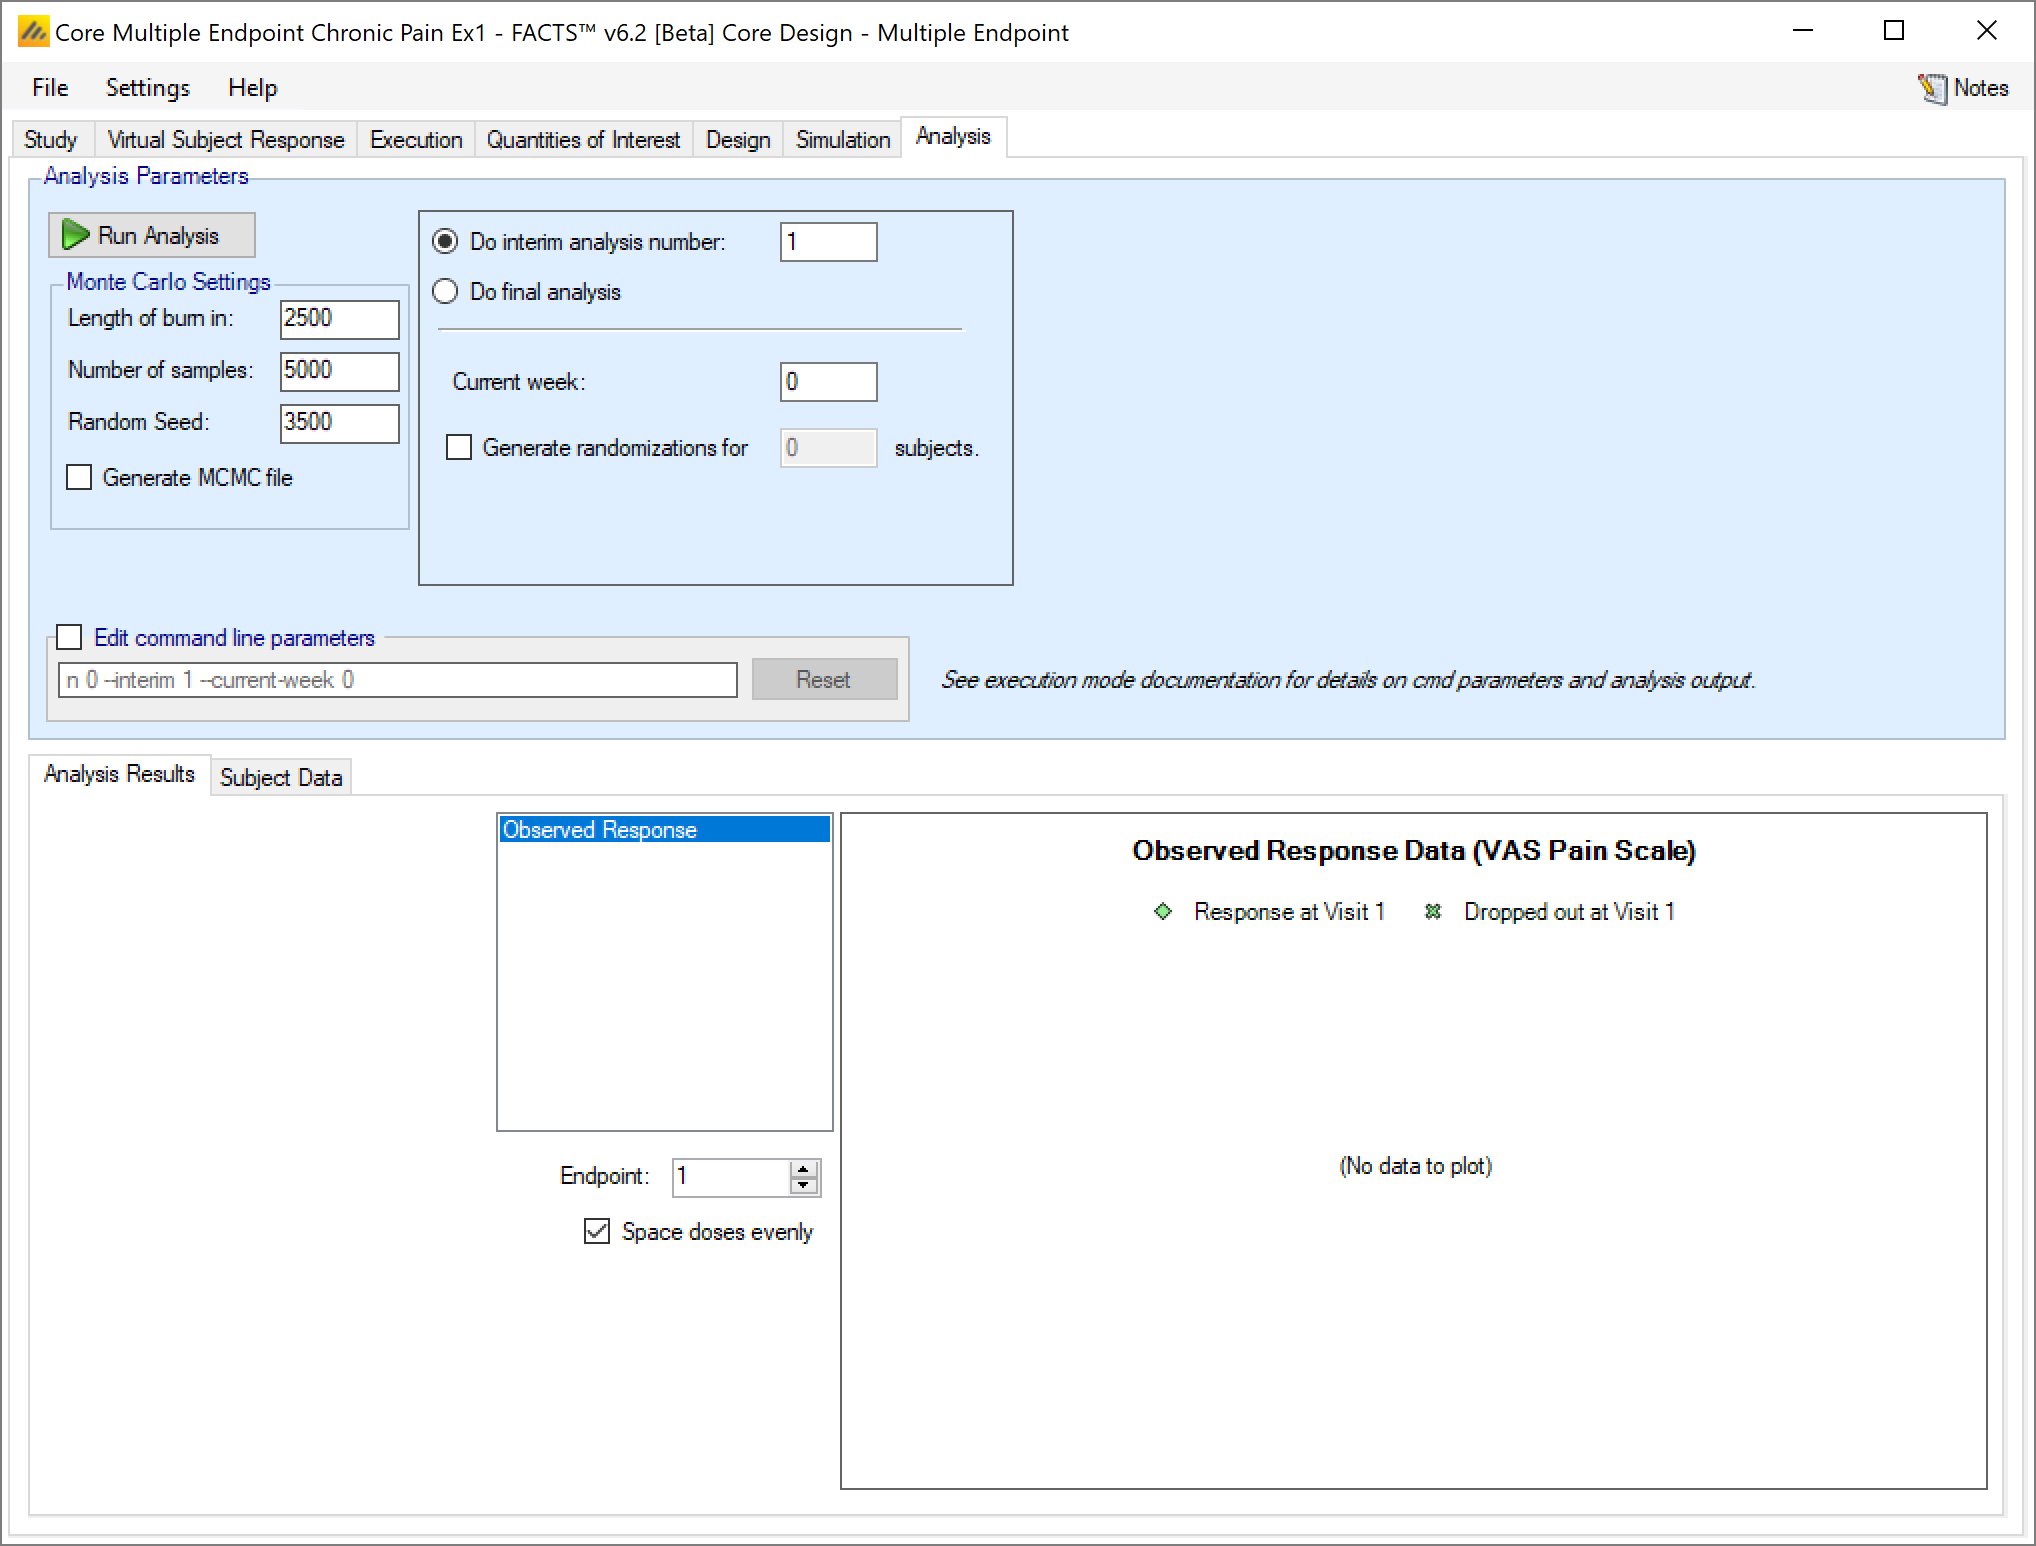 Core Multiple Endpoint Chronic Pain Ex1 - FACTS™ v6.2 [Beta] Core Design - Multiple Endpoint
File Settings Help Notes
Study Virtual Subject Response Execution Quantities of Interest Design Simulation Analysis
Analysis Parameters
Run Analysis
Monte Carlo Settings
Length of burn in: 2500
Number of samples: 5000
Random Seed: 3500
Generate MCMC file
Do interim analysis number: 1
Do final analysis
Current week: 0
Generate randomizations for 0 subjects.
Edit command line parameters
n 0 --interim 1 --current-week 0 Reset
See execution mode documentation for details on cmd parameters and analysis output.
Analysis Results Subject Data
Observed Response
Endpoint: 1
Space doses evenly
Observed Response Data (VAS Pain Scale)
Response at Visit 1 Dropped out at Visit 1
(No data to plot)